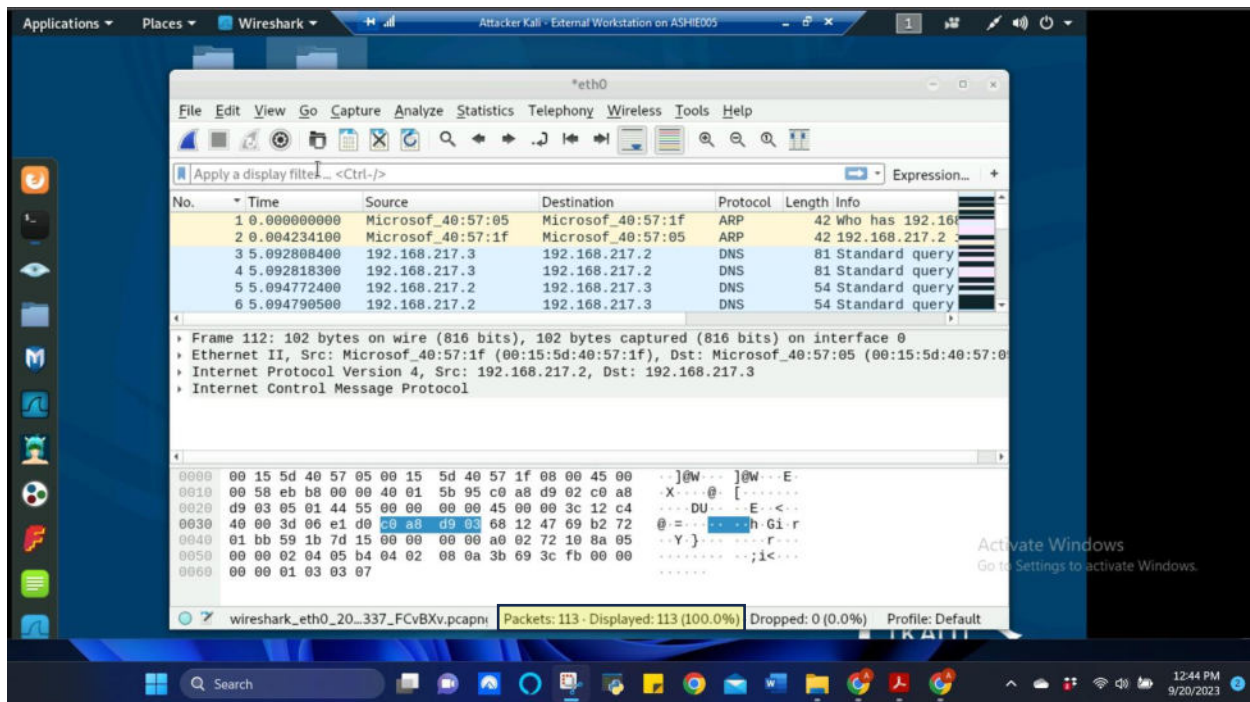 Applications Places Wireshark Attacker Kali - External Workstation on ASHIE005 1
*eth0
File Edit View Go Capture Analyze Statistics Telephony Wireless Tools Help
Apply a display filter ... <Ctrl-/> Expression... +
No. Time Source Destination Protocol Length Info
1 0.000000000 Microsof_40:57:05 Microsof_40:57:1f ARP 42 Who has 192.168
2 0.004234100 Microsof_40:57:1f Microsof_40:57:05 ARP 42 192.168.217.2
3 5.092808400 192.168.217.3 192.168.217.2 DNS 81 Standard query
4 5.092818300 192.168.217.3 192.168.217.2 DNS 81 Standard query
5 5.094772400 192.168.217.2 192.168.217.3 DNS 54 Standard query
6 5.094790500 192.168.217.2 192.168.217.3 DNS 54 Standard query
Frame 112: 102 bytes on wire (816 bits), 102 bytes captured (816 bits) on interface 0
Ethernet II, Src: Microsof_40:57:1f (00:15:5d:40:57:1f), Dst: Microsof_40:57:05 (00:15:5d:40:57:0
Internet Protocol Version 4, Src: 192.168.217.2, Dst: 192.168.217.3
Internet Control Message Protocol
0000 00 15 5d 40 57 05 00 15 5d 40 57 1f 08 00 45 00 ··]@W··· ]@W···E·
0010 00 58 eb b8 00 00 40 01 5b 95 c0 a8 d9 02 c0 a8 ·X····@· [·······
0020 d9 03 05 01 44 55 00 00 00 00 45 00 00 3c 12 c4 ····DU·· ··E··<··
0030 40 00 3d 06 e1 d0 c0 a8 d9 03 68 12 47 69 b2 72 @·=····· ··h·Gi·r
0040 01 bb 59 1b 7d 15 00 00 00 00 a0 02 72 10 8a 05 ··Y·}··· ····r···
0050 00 00 02 04 05 b4 04 02 08 0a 3b 69 3c fb 00 00 ········ ··;i<···
0060 00 00 01 03 03 07 ······
Activate Windows
Go to Settings to activate Windows.
wireshark_eth0_20...337_FCvBXv.pcapng Packets: 113 · Displayed: 113 (100.0%) Dropped: 0 (0.0%) Profile: Default
Search 12:44 PM
9/20/2023 2